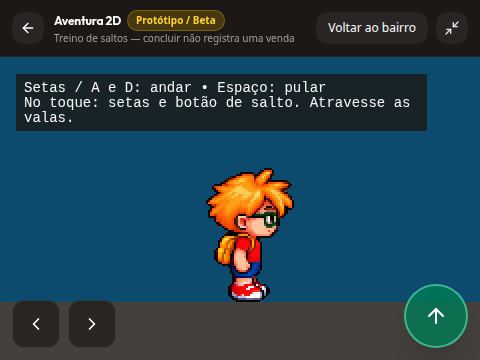 Aventura 2D
Protótipo / Beta
Treino de saltos — concluir não registra uma venda
Voltar ao bairro
Setas / A e D: andar • Espaço: pular
No toque: setas e botão de salto. Atravesse as
valas.